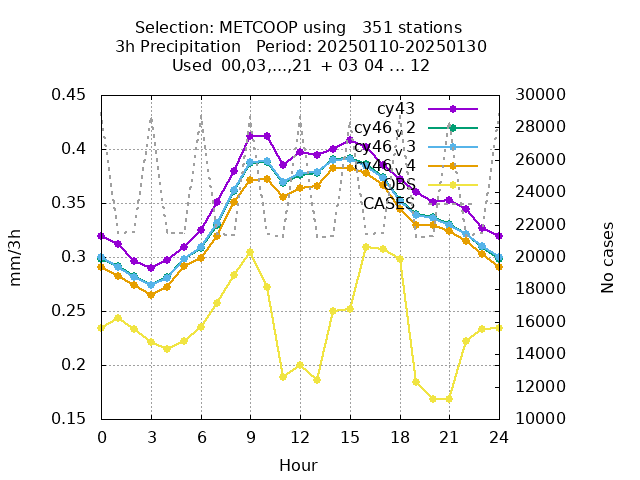 Selection: METCOOP using   351 stations
3h Precipitation   Period: 20250110-20250130
Used 00,03,...,21 + 03 04 ... 12
0.45
0.4
0.35
0.3
0.25
0.2
0.15
mm/3h
30000
28000
26000
24000
22000
20000
18000
16000
14000
12000
10000
No cases
cy43
cy46_v_2
cy46_v_3
cy46_v_4
OBS
CASES
0 3 6 9 12 15 18 21 24
Hour